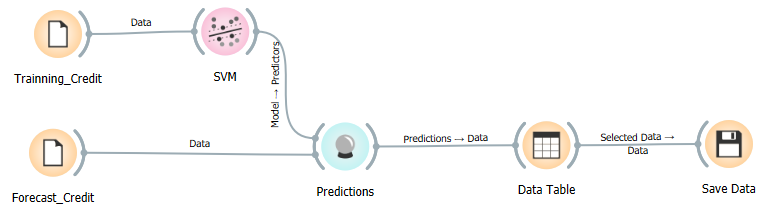 Data
Trainning_Credit
SVM
Model → Predictors
Data
Forecast_Credit
Predictions
Predictions → Data
Data Table
Selected Data →
Data
Save Data